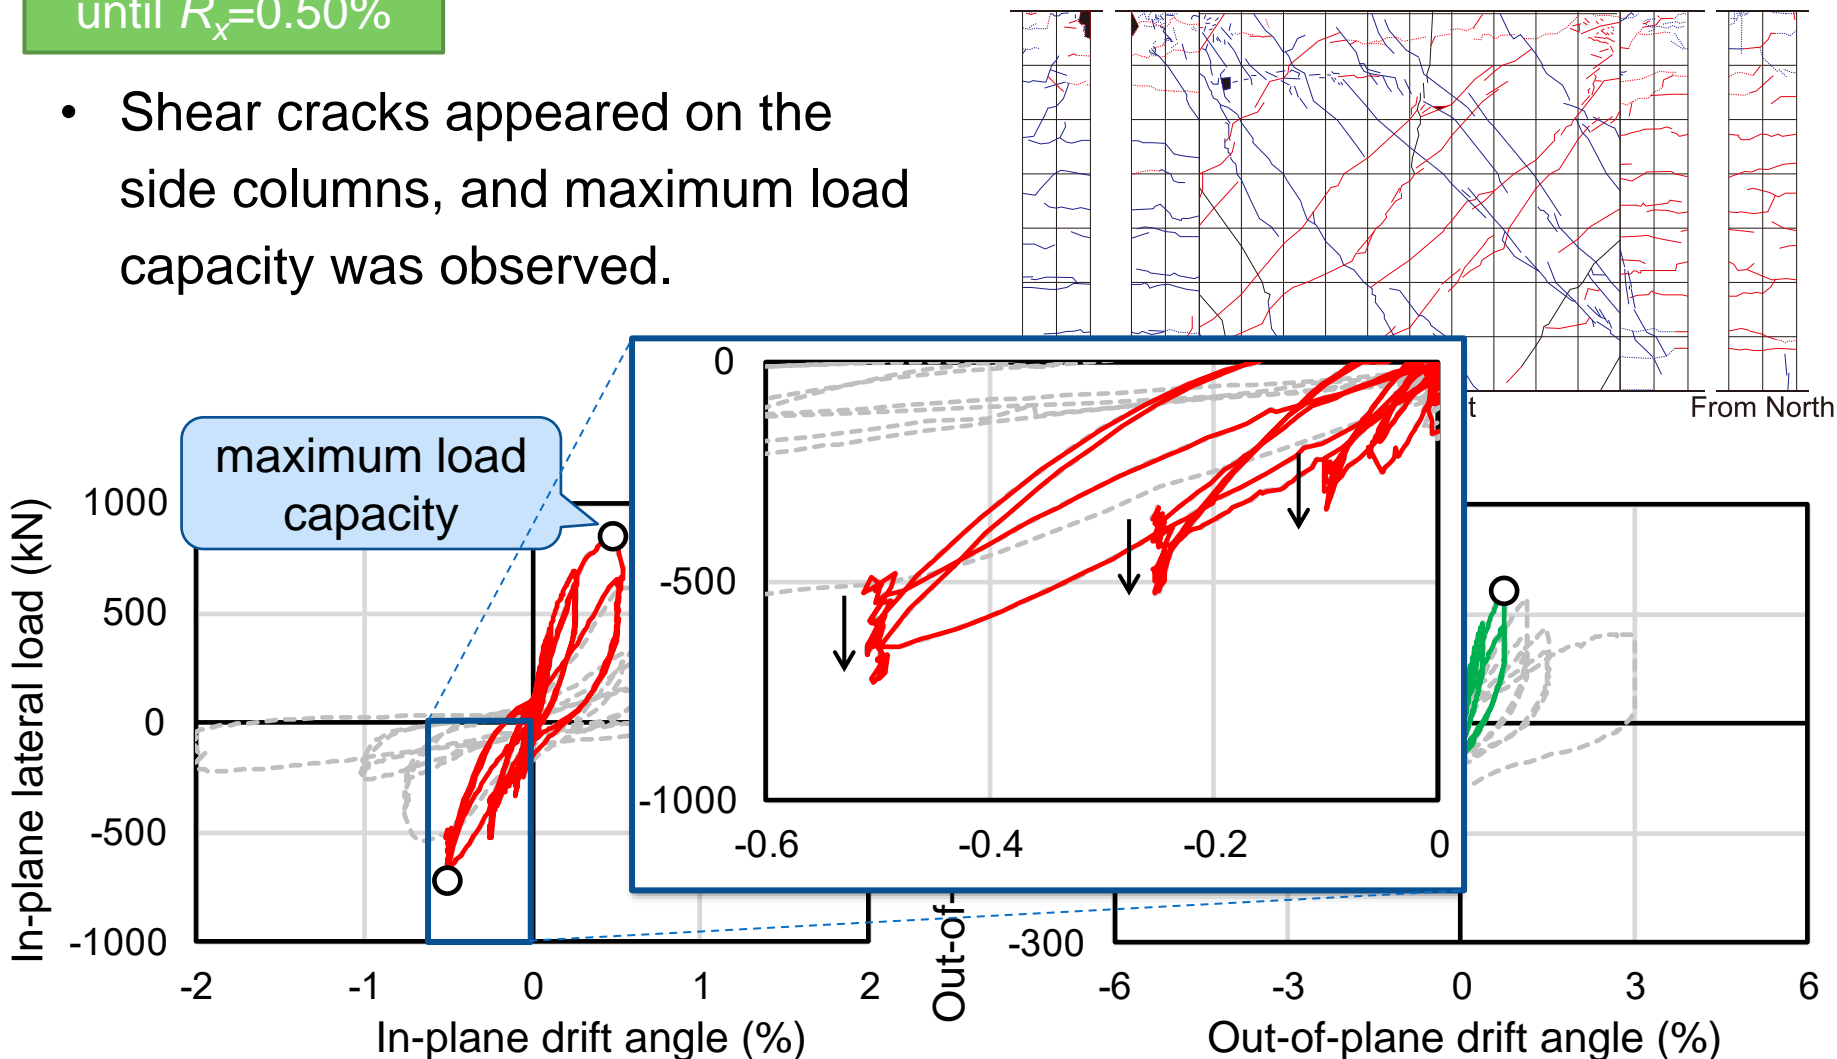 until Rx=0.50%
• Shear cracks appeared on the
side columns, and maximum load
capacity was observed.
t
From North
maximum load
capacity
In-plane lateral load (kN)
1000
500
0
-500
-1000
-2
-1
0
1
2
In-plane drift angle (%)
0
-500
-1000
-0.6
-0.4
-0.2
0
Out-of-
-300
-6
-3
0
3
6
Out-of-plane drift angle (%)